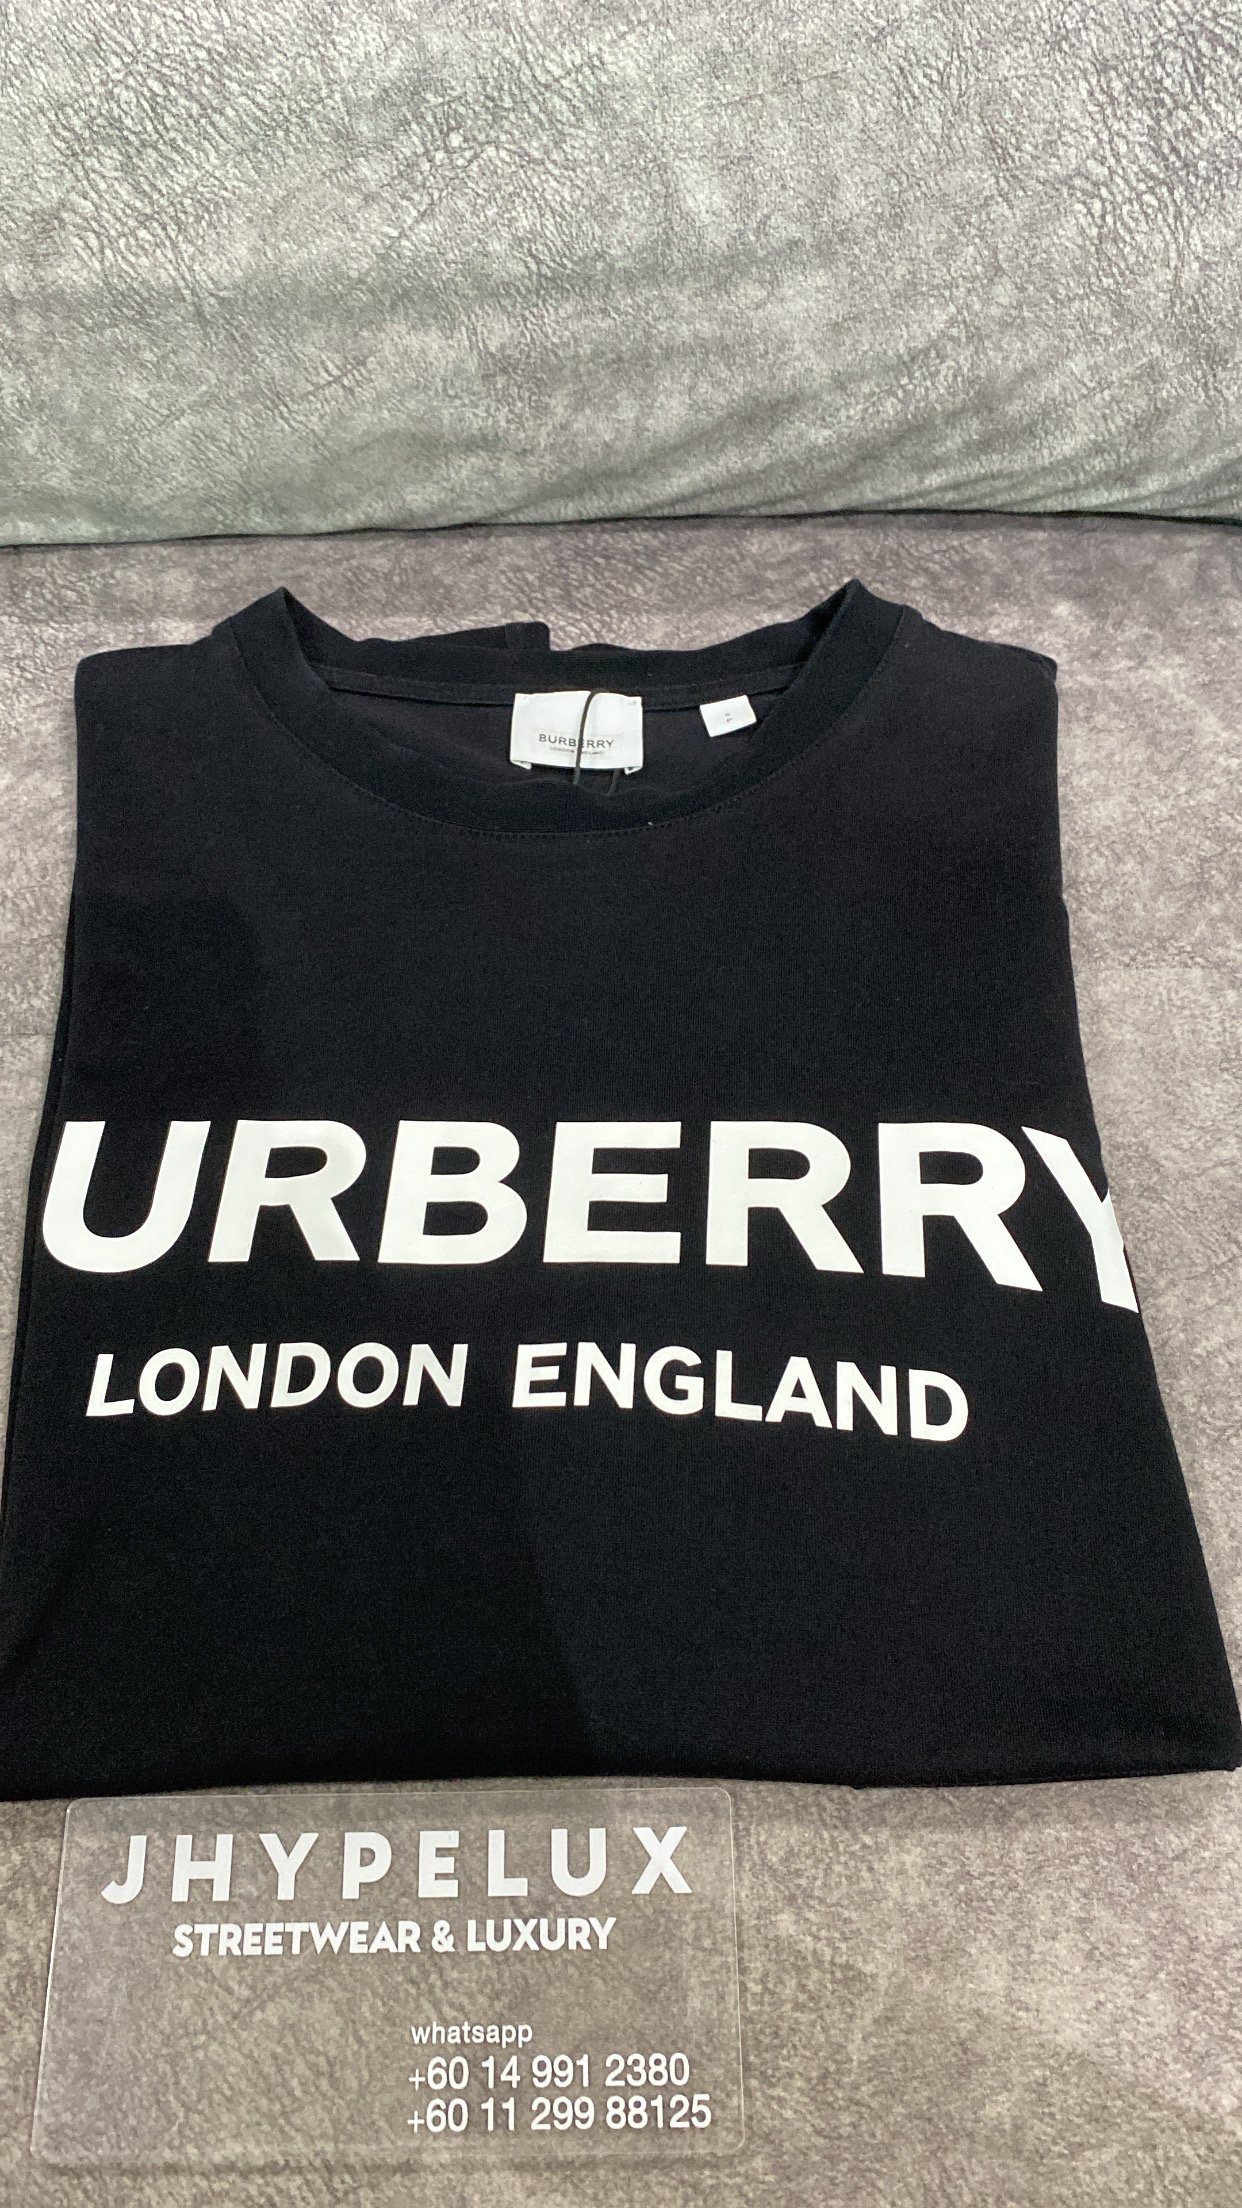 BURBERRY
LONDON ENGLAND
URBERRY
LONDON ENGLAND
JHYPELUX
STREETWEAR & LUXURY
whatsapp
+60 14 991 2380
+60 11 299 88125